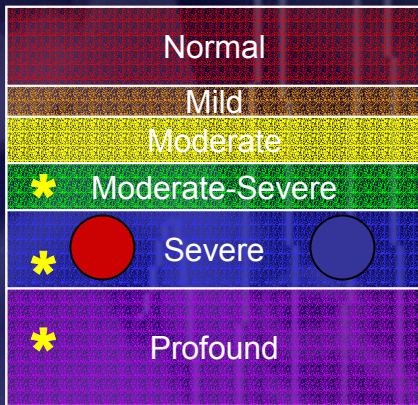 Normal
Mild
Moderate
* Moderate-Severe
* Severe
* Profound